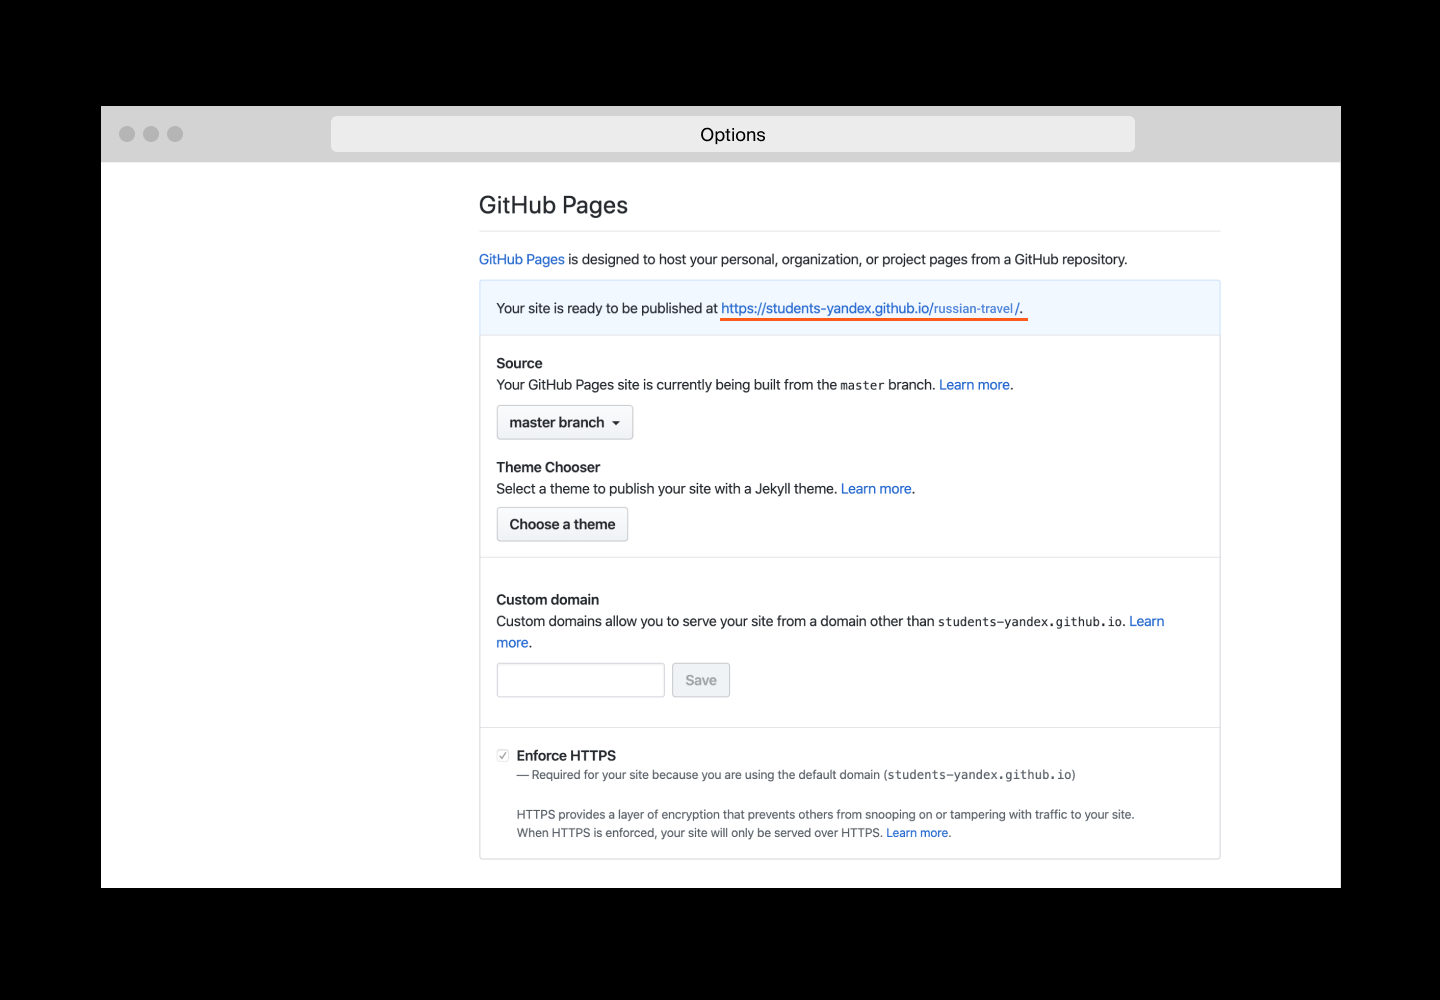 Options
GitHub Pages
GitHub Pages is designed to host your personal, organization, or project pages from a GitHub repository.
Your site is ready to be published at https://students-yandex.github.io/russian-travel/.
Source
Your GitHub Pages site is currently being built from the master branch. Learn more.
master branch
Theme Chooser
Select a theme to publish your site with a Jekyll theme. Learn more.
Choose a theme
Custom domain
Custom domains allow you to serve your site from a domain other than students-yandex.github.io. Learn
more.
Save
Enforce HTTPS
— Required for your site because you are using the default domain (students-yandex.github.io)
HTTPS provides a layer of encryption that prevents others from snooping on or tampering with traffic to your site.
When HTTPS is enforced, your site will only be served over HTTPS. Learn more.